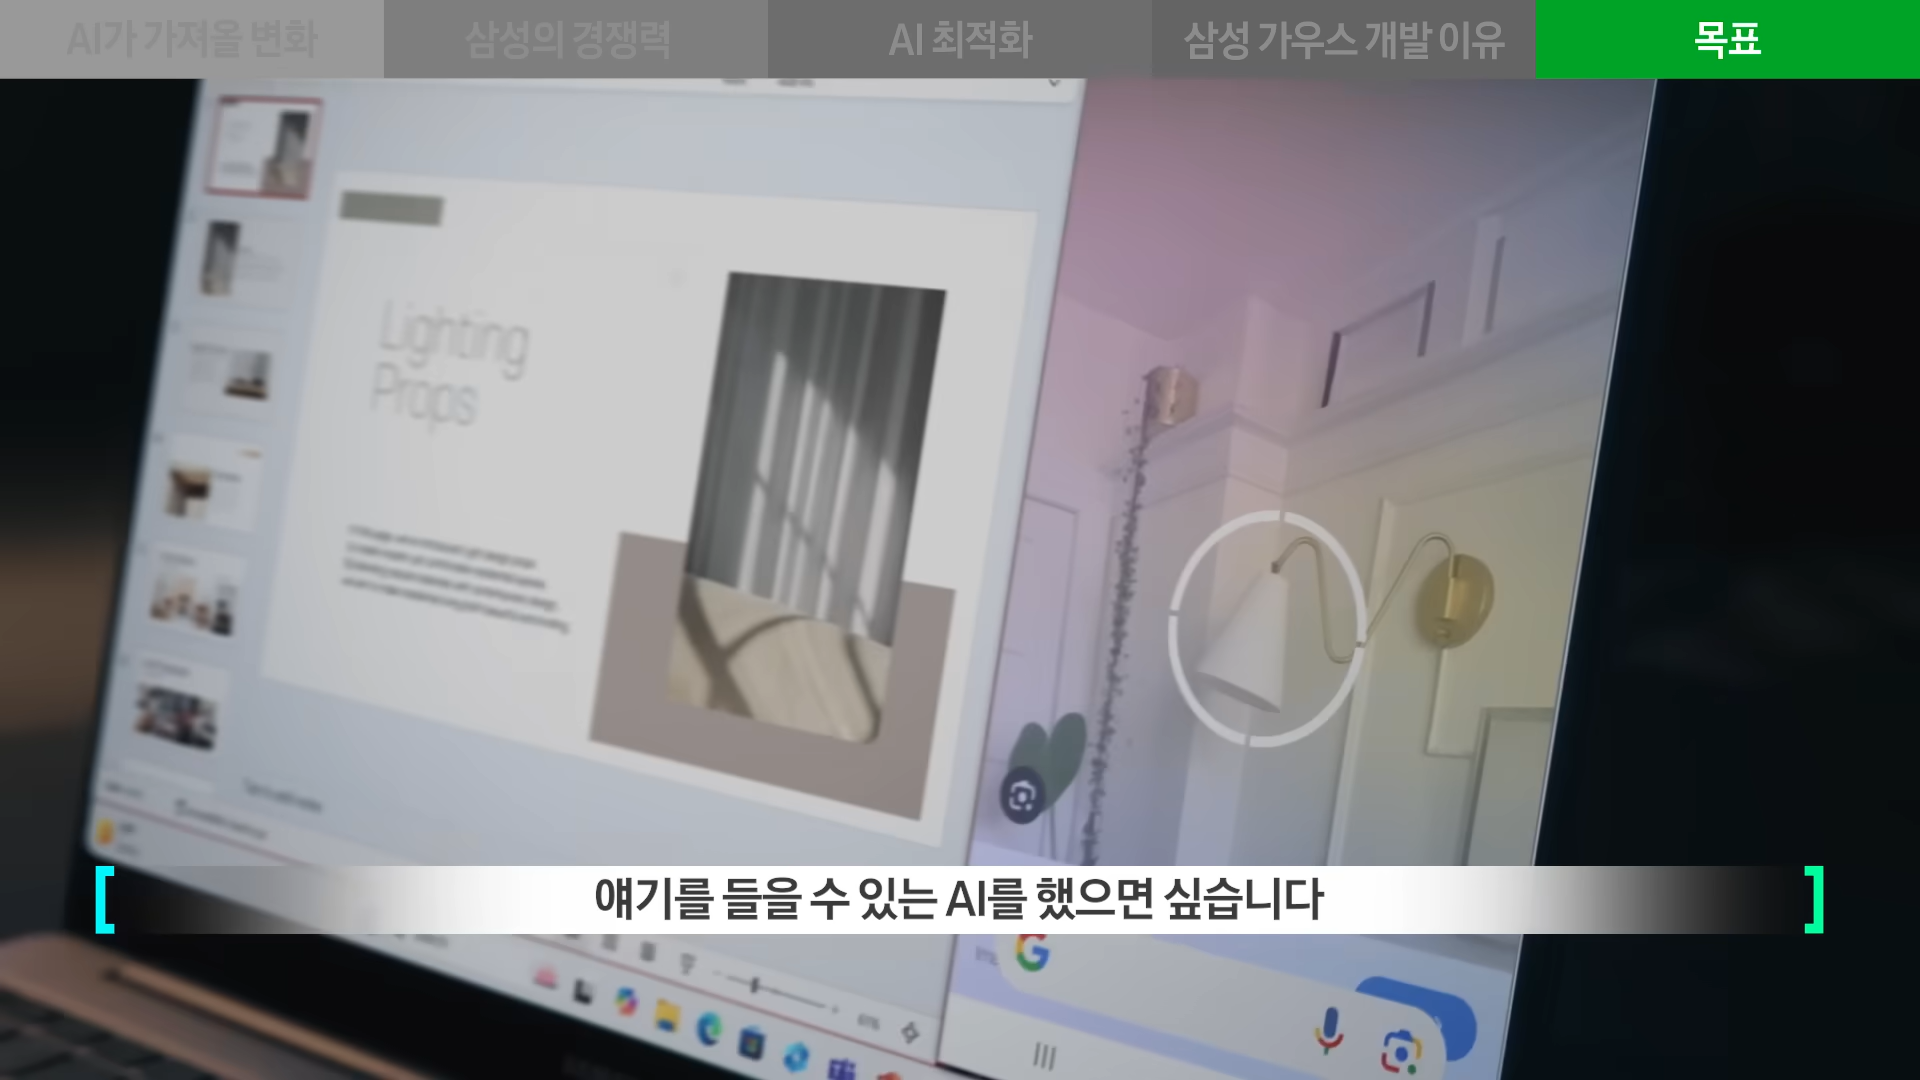 AI가 가져올 변화
삼성의 경쟁력
AI 최적화
삼성 가우스 개발 이유
목표
Lighting
Props
얘기를 들을 수 있는 AI를 했으면 싶습니다
G